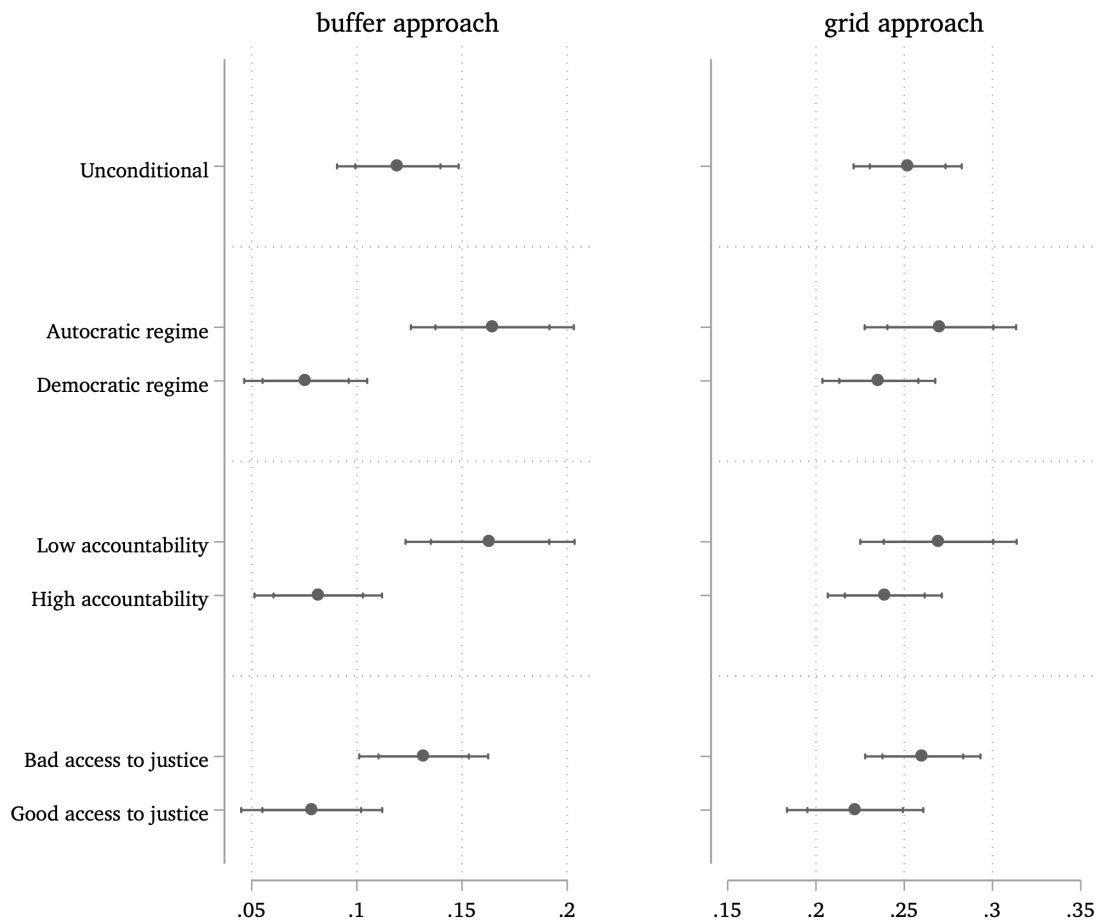 buffer approach
grid approach
Unconditional
Autocratic regime
Democratic regime
Low accountability
High accountability
Bad access to justice
Good access to justice
.05 .1 .15 .2
.15 .2 .25 .3 .35